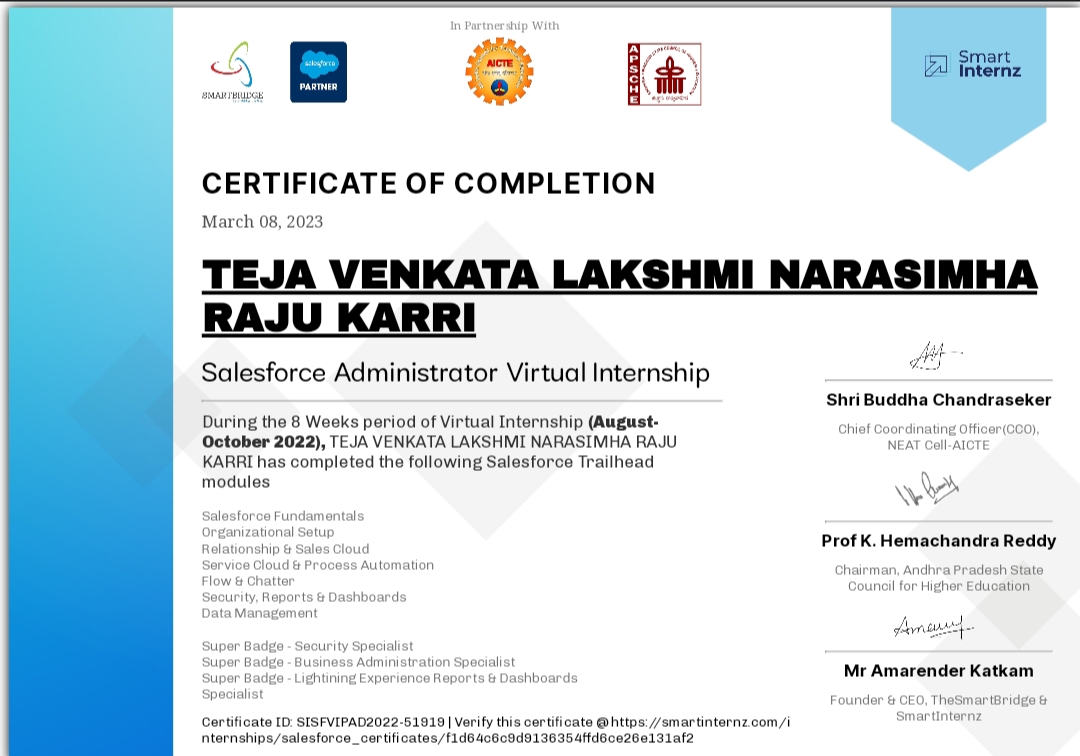 In Partnership With
SMARTBRIDGE
salesforce
PARTNER
AICTE
APSCHE
Smart
Internz
CERTIFICATE OF COMPLETION
March 08, 2023
TEJA VENKATA LAKSHMI NARASIMHA
RAJU KARRI
Salesforce Administrator Virtual Internship
During the 8 Weeks period of Virtual Internship (August-
October 2022), TEJA VENKATA LAKSHMI NARASIMHA RAJU
KARRI has completed the following Salesforce Trailhead
modules
Salesforce Fundamentals
Organizational Setup
Relationship & Sales Cloud
Service Cloud & Process Automation
Flow & Chatter
Security, Reports & Dashboards
Data Management
Super Badge - Security Specialist
Super Badge - Business Administration Specialist
Super Badge - Lightining Experience Reports & Dashboards
Specialist
Certificate ID: SISFVIPAD2022-51919 | Verify this certificate @https://smartinternz.com/i
nternships/salesforce_certificates/f1d64c6c9d9136354ffd6ce26e131af2
Shri Buddha Chandraseker
Chief Coordinating Officer(CCO),
NEAT Cell-AICTE
Prof K. Hemachandra Reddy
Chairman, Andhra Pradesh State
Council for Higher Education
Mr Amarender Katkam
Founder & CEO, TheSmartBridge &
SmartInternz